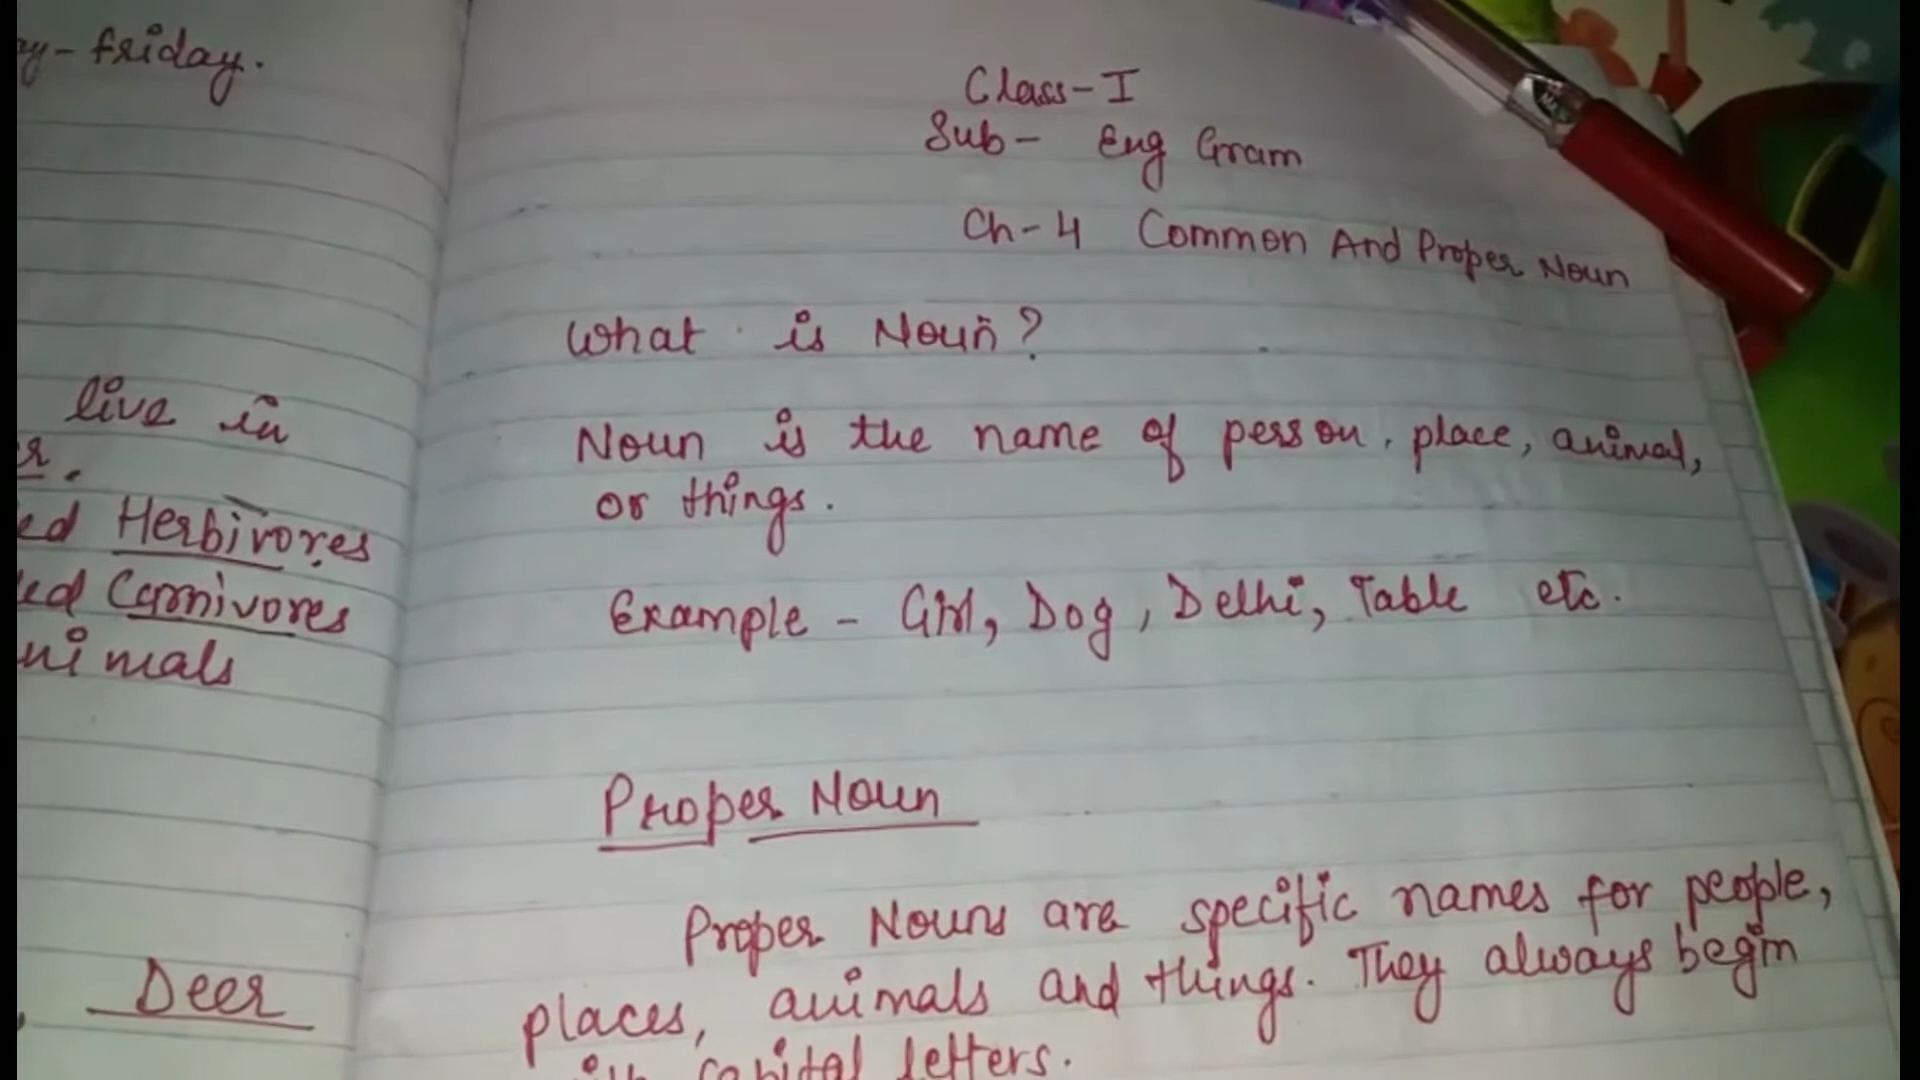 friday.
live in
Herbivores
Carnivores
Deer
Class-I
Sub- Eng Gram
Ch-4 Common And Proper Noun
What is Noun?
Noun is the name of person, place, animal,
or things.
Example - Girl, Dog, Delhi, Table etc.
Proper Noun
Proper Nouns are specific names for people,
places, animals and things. They always begin
capital letters.